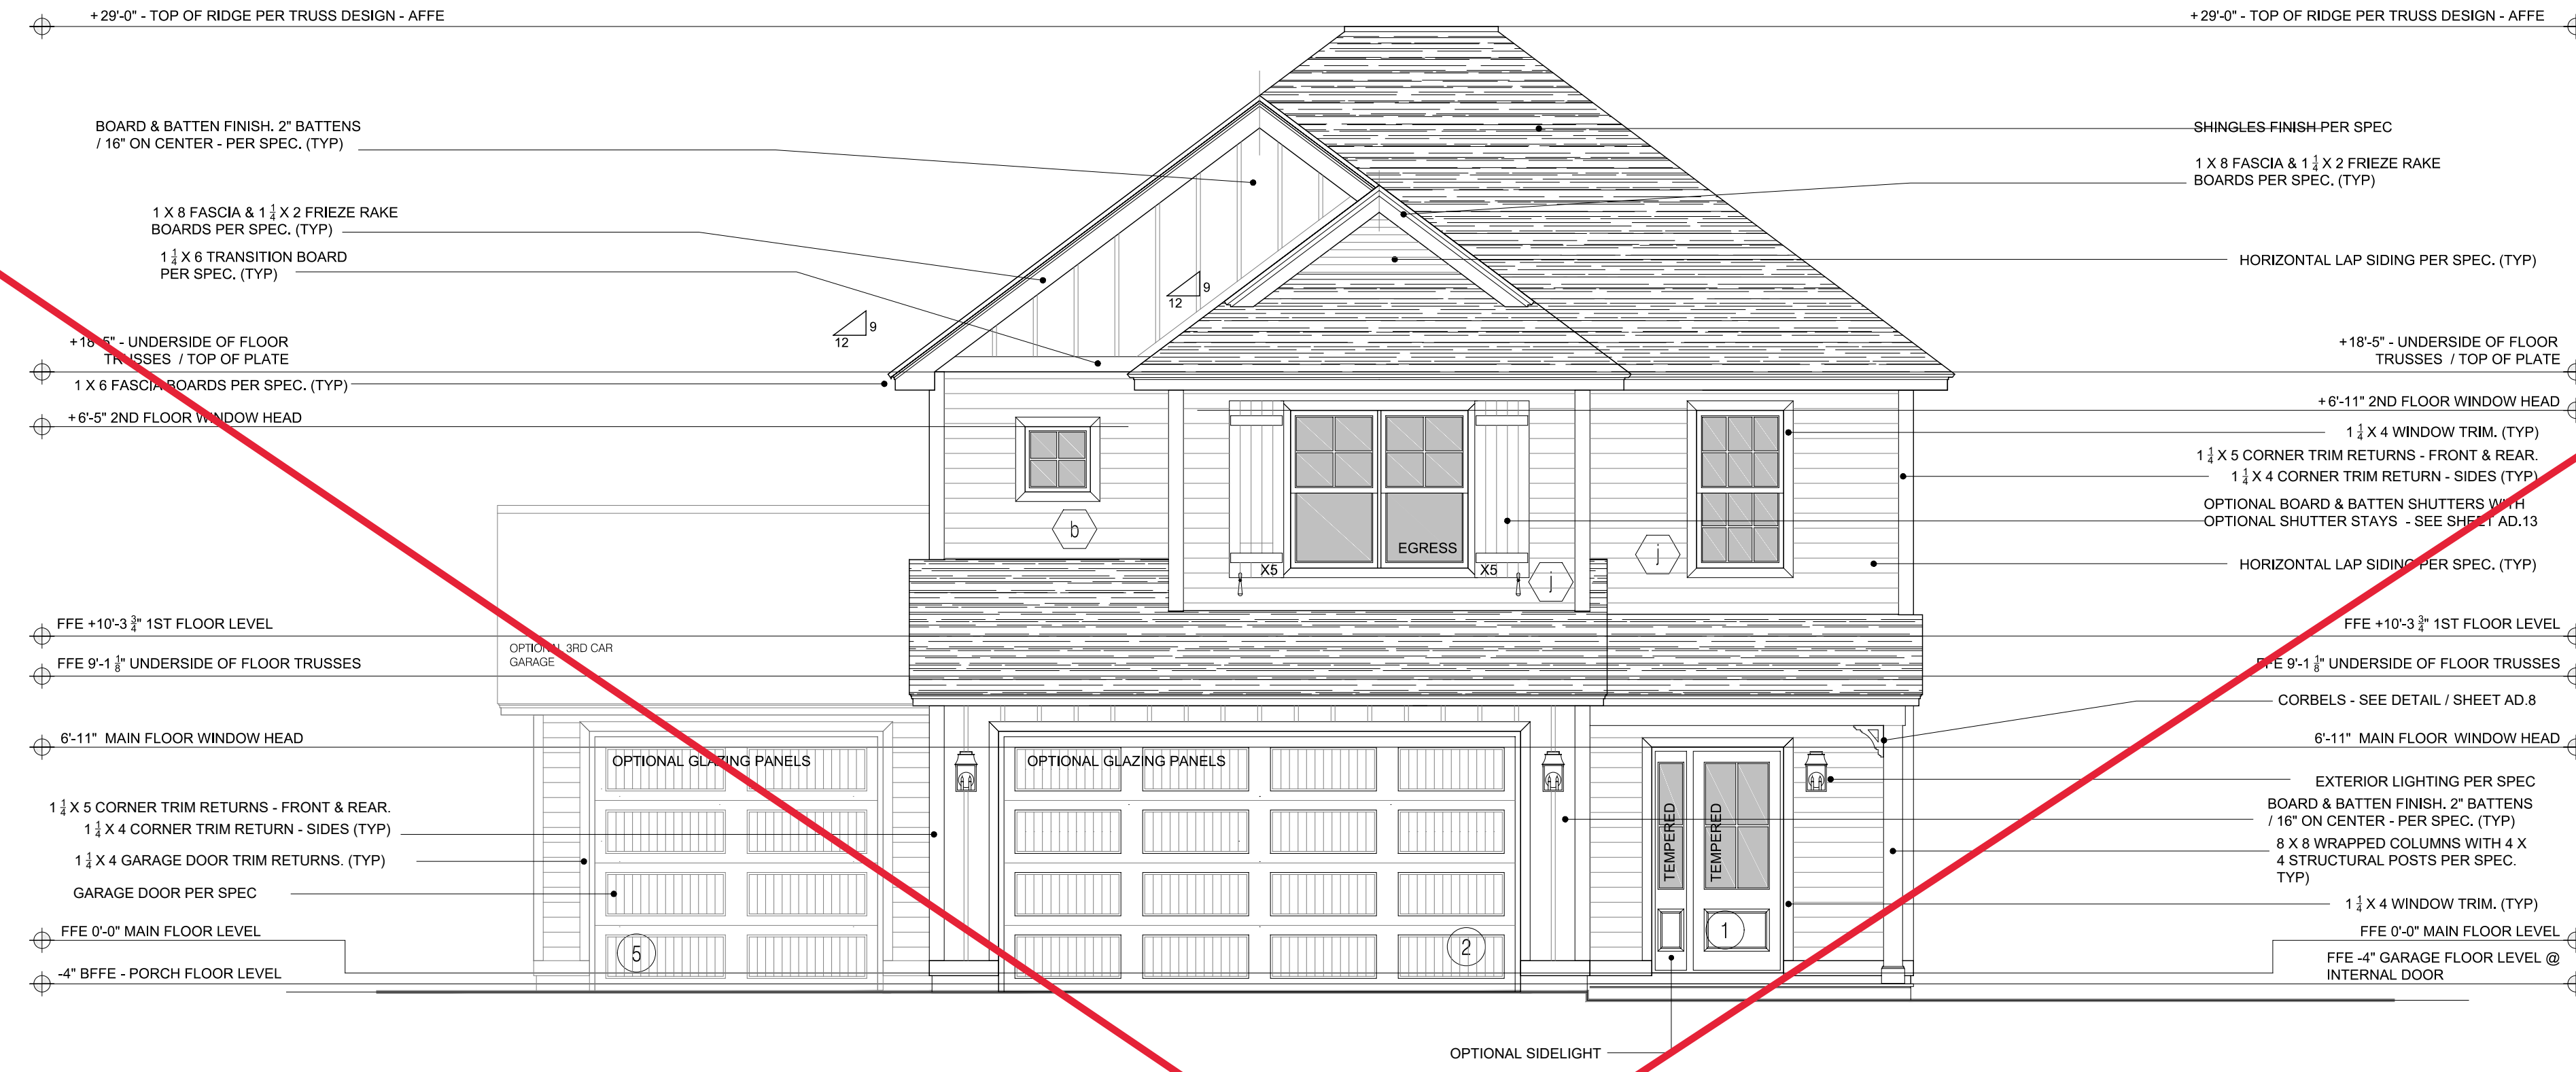 +29'-0" - TOP OF RIDGE PER TRUSS DESIGN - AFFE
+29'-0" - TOP OF RIDGE PER TRUSS DESIGN - AFFE
BOARD & BATTEN FINISH. 2" BATTENS
/ 16" ON CENTER - PER SPEC. (TYP)
1 X 8 FASCIA & 1 1/4 X 2 FRIEZE RAKE
BOARDS PER SPEC. (TYP)
1 1/4 X 6 TRANSITION BOARD
PER SPEC. (TYP)
+18'-5" - UNDERSIDE OF FLOOR
TRUSSES / TOP OF PLATE
1 X 6 FASCIA BOARDS PER SPEC. (TYP)
+6'-5" 2ND FLOOR WINDOW HEAD
FFE +10'-3 3/4" 1ST FLOOR LEVEL
FFE 9'-1 1/8" UNDERSIDE OF FLOOR TRUSSES
6'-11" MAIN FLOOR WINDOW HEAD
1 1/4 X 5 CORNER TRIM RETURNS - FRONT & REAR.
1 1/4 X 4 CORNER TRIM RETURN - SIDES (TYP)
1 1/4 X 4 GARAGE DOOR TRIM RETURNS. (TYP)
GARAGE DOOR PER SPEC
FFE 0'-0" MAIN FLOOR LEVEL
-4" BFFE - PORCH FLOOR LEVEL
9
12
9
12
b
EGRESS
X5
X5
j
j
OPTIONAL 3RD CAR
GARAGE
OPTIONAL GLAZING PANELS
OPTIONAL GLAZING PANELS
TEMPERED
TEMPERED
5
2
1
OPTIONAL SIDELIGHT
SHINGLES FINISH PER SPEC
1 X 8 FASCIA & 1 1/4 X 2 FRIEZE RAKE
BOARDS PER SPEC. (TYP)
HORIZONTAL LAP SIDING PER SPEC. (TYP)
+18'-5" - UNDERSIDE OF FLOOR
TRUSSES / TOP OF PLATE
+6'-11" 2ND FLOOR WINDOW HEAD
1 1/4 X 4 WINDOW TRIM. (TYP)
1 1/4 X 5 CORNER TRIM RETURNS - FRONT & REAR.
1 1/4 X 4 CORNER TRIM RETURN - SIDES (TYP)
OPTIONAL BOARD & BATTEN SHUTTERS WITH
OPTIONAL SHUTTER STAYS - SEE SHEET AD.13
HORIZONTAL LAP SIDING PER SPEC. (TYP)
FFE +10'-3 3/4" 1ST FLOOR LEVEL
FFE 9'-1 1/8" UNDERSIDE OF FLOOR TRUSSES
CORBELS - SEE DETAIL / SHEET AD.8
6'-11" MAIN FLOOR WINDOW HEAD
EXTERIOR LIGHTING PER SPEC
BOARD & BATTEN FINISH. 2" BATTENS
/ 16" ON CENTER - PER SPEC. (TYP)
8 X 8 WRAPPED COLUMNS WITH 4 X
4 STRUCTURAL POSTS PER SPEC.
TYP)
1 1/4 X 4 WINDOW TRIM. (TYP)
FFE 0'-0" MAIN FLOOR LEVEL
FFE -4" GARAGE FLOOR LEVEL @
INTERNAL DOOR